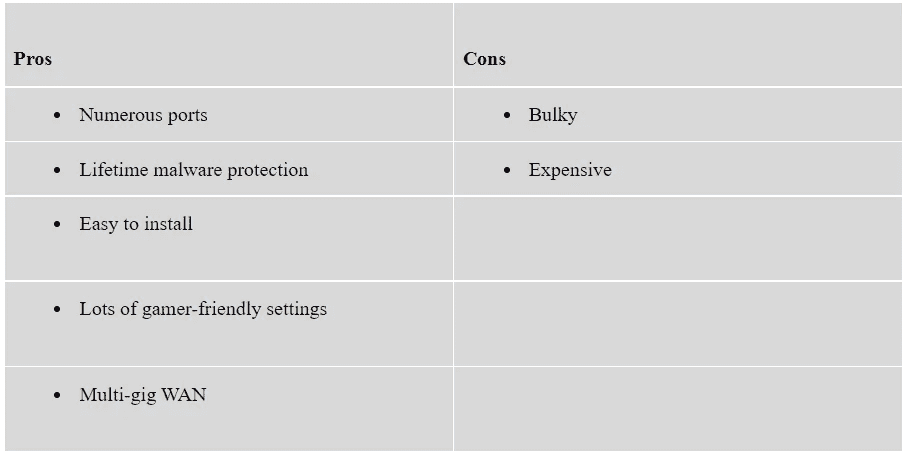 Pros Cons
• Numerous ports • Bulky
• Lifetime malware protection • Expensive
• Easy to install
• Lots of gamer-friendly settings
• Multi-gig WAN